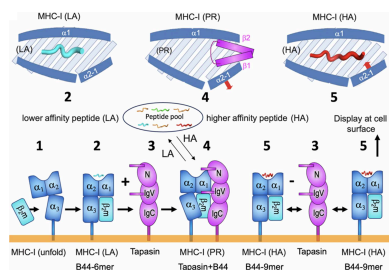 MHC-I (LA)
MHC-I (PR)
MHC-I (HA)
α1
α1
α1
(LA)
(PR)
(HA)
β2
β1
α2-1
α2-1
α2-1
2
4
5
lower affinity peptide (LA)
Peptide pool
higher affinity peptide (HA)
Display at cell
surface
HA
LA
1
2
3
4
5
3
5
+
N
N
N
α2
α1
α2
α1
α2
α1
α2
α1
α2
α1
IgV
IgV
IgV
β2m
α3
α3
β2m
IgC
α3
β2m
IgC
α3
β2m
IgC
α3
β2m
MHC-I (unfold)
MHC-I (LA)
Tapasin
MHC-I (PR)
MHC-I (HA)
Tapasin
MHC-I (HA)
B44-6mer
Tapasin+B44
B44-9mer
B44-9mer